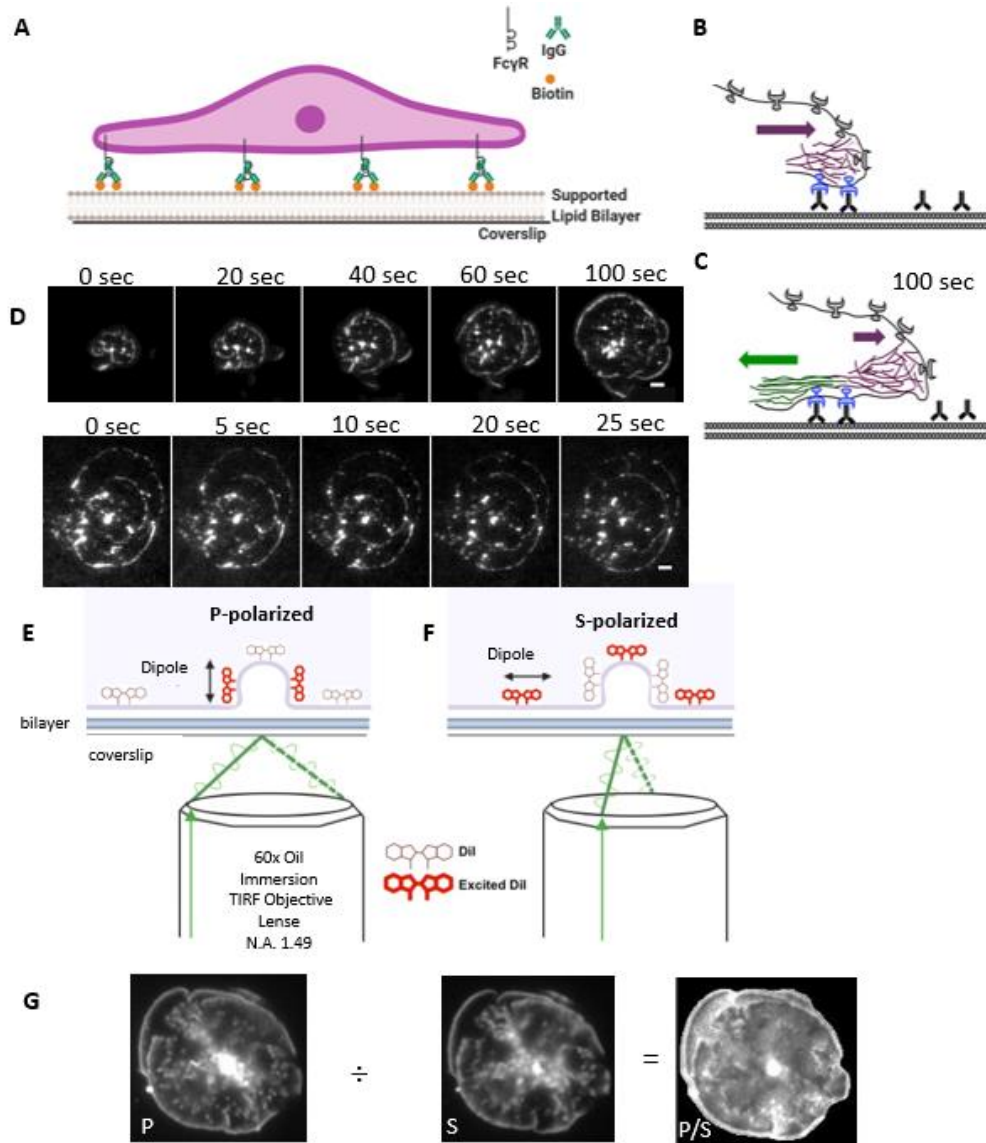 A
FcγR
IgG
Biotin
Supported
Lipid Bilayer
Coverslip
B
C
100 sec
D
0 sec
20 sec
40 sec
60 sec
100 sec
0 sec
5 sec
10 sec
20 sec
25 sec
E
P-polarized
Dipole
bilayer
coverslip
60x Oil
Immersion
TIRF Objective
Lense
N.A. 1.49
F
S-polarized
Dipole
DiI
Excited DiI
G
P
÷
S
=
P/S